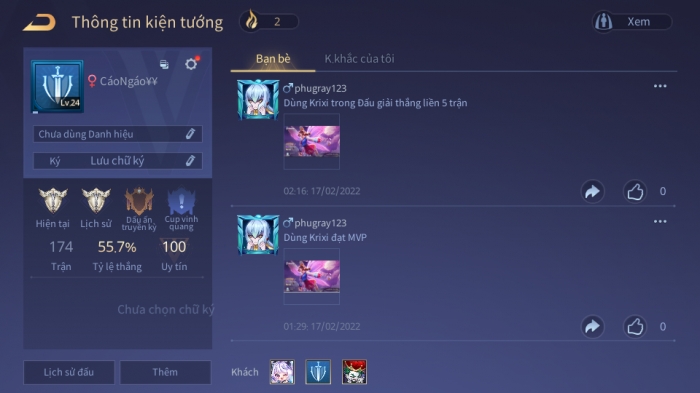 Thông tin kiện tướng
2
Xem
Bạn bè
K.khắc của tôi
CáoNgáo¥¥
Lv.24
Chưa dùng Danh hiệu
Ký
Lưu chữ ký
Hiện tại
Lịch sử
Dấu ấn truyền kỳ
Cup vinh quang
174
55.7%
100
Trận
Tỷ lệ thắng
Uy tín
Chưa chọn chữ ký
Lịch sử đấu
Thêm
phugray123
Dùng Krixi trong Đấu giải thắng liền 5 trận
02:16: 17/02/2022
0
phugray123
Dùng Krixi đạt MVP
01:29: 17/02/2022
0
Khách